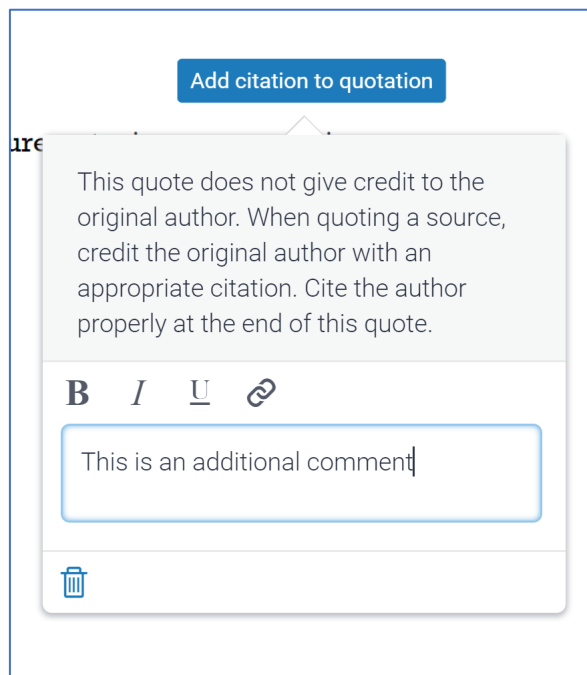 Add citation to quotation
ure
This quote does not give credit to the
original author. When quoting a source,
credit the original author with an
appropriate citation. Cite the author
properly at the end of this quote.
B I U
This is an additional comment